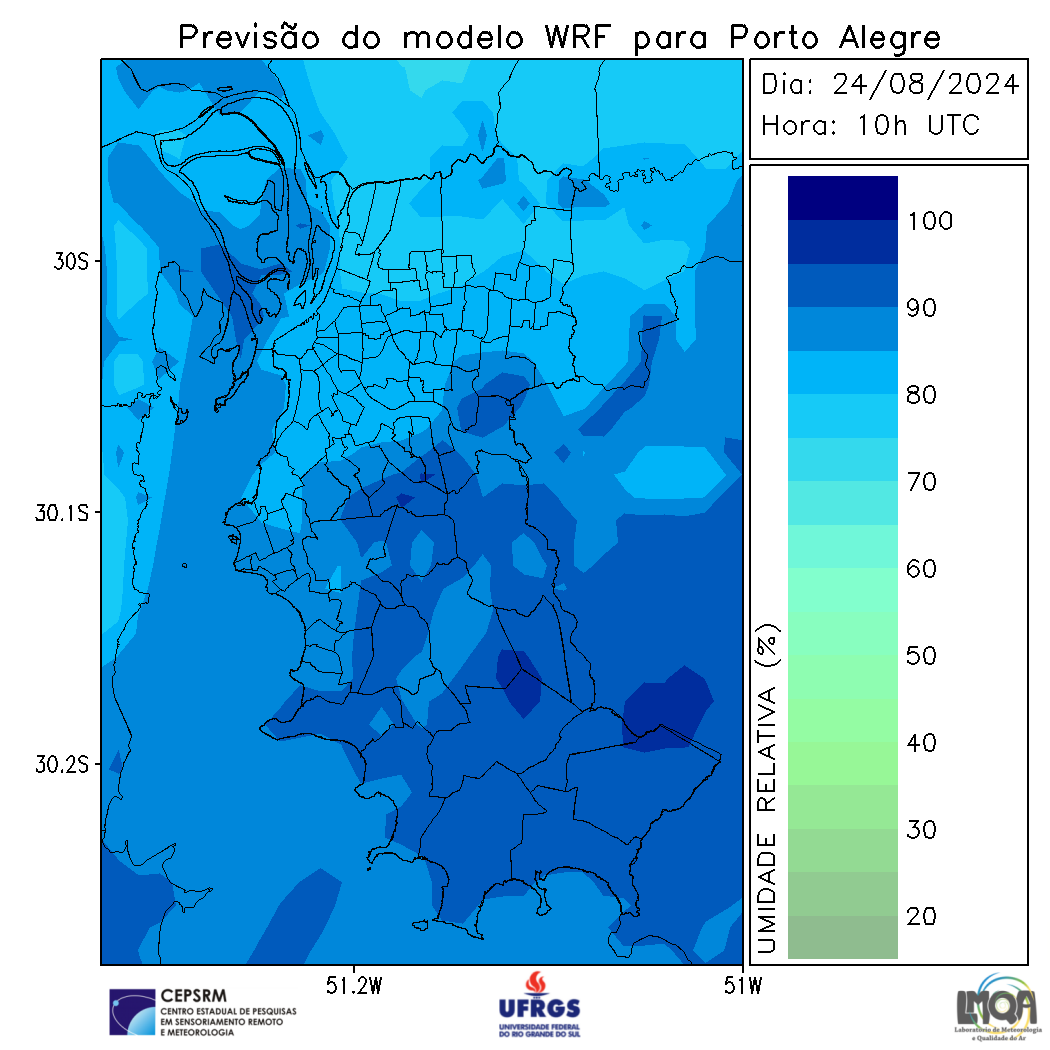 Previsão do modelo WRF para Porto Alegre
Dia: 24/08/2024
Hora: 10h UTC
30S
30.1S
30.2S
51.2W
51W
100
90
80
70
60
50
40
30
20
UMIDADE RELATIVA (%)
CEPSRM
CENTRO ESTADUAL DE PESQUISAS
EM SENSORIAMENTO REMOTO
E METEOROLOGIA
UFRGS
UNIVERSIDADE FEDERAL
DO RIO GRANDE DO SUL
LMQA
Laboratório de Meteorologia
e Qualidade do Ar